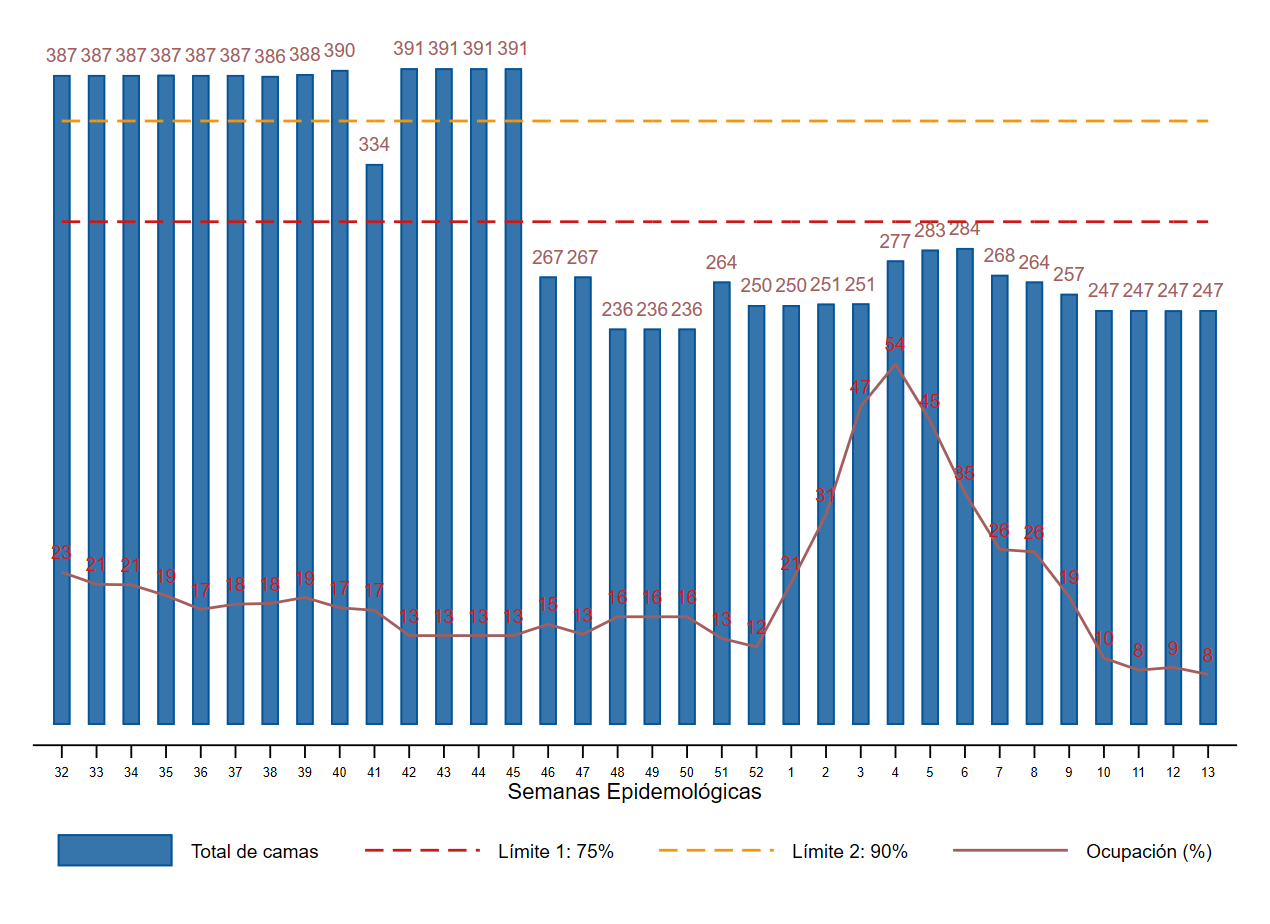 387 387 387 387 387 387 386 388 390 334 391 391 391 391 267 267 236 236 236 264 250 250 251 251 277 283 284 268 264 257 247 247 247 247
23 21 21 19 17 18 18 19 17 17 13 13 13 13 15 13 16 16 16 13 12 21 31 47 54 45 35 26 26 19 10 8 9 8
32 33 34 35 36 37 38 39 40 41 42 43 44 45 46 47 48 49 50 51 52 1 2 3 4 5 6 7 8 9 10 11 12 13
Semanas Epidemológicas
Total de camas Límite 1: 75% Límite 2: 90% Ocupación (%)